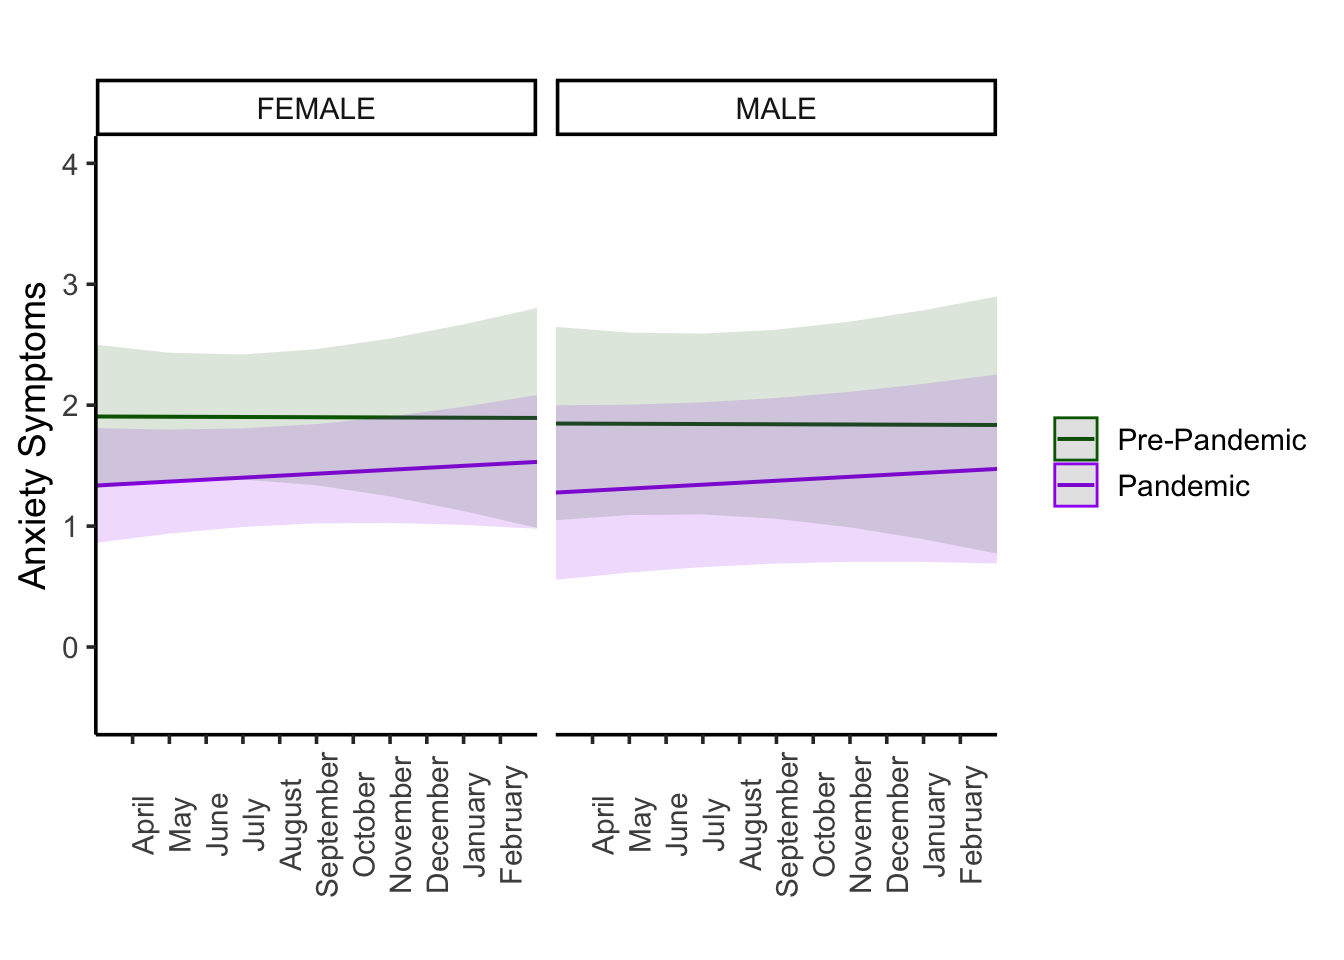 FEMALE
MALE
4
3
2
1
0
Anxiety Symptoms
April
May
June
July
August
September
October
November
December
January
February
April
May
June
July
August
September
October
November
December
January
February
Pre-Pandemic
Pandemic